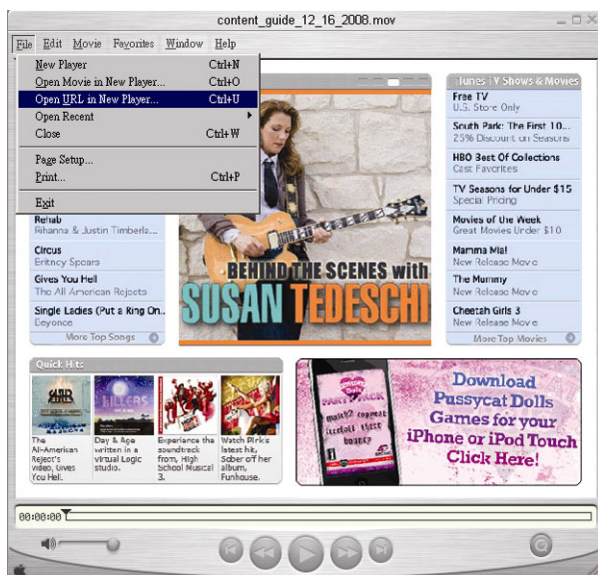 content_guide_12_16_2008.mov
File Edit Movie Favorites Window Help
New Player Ctrl+N
Open Movie in New Player... Ctrl+O
Open URL in New Player... Ctrl+U
Open Recent
Close Ctrl+W
Page Setup...
Print... Ctrl+P
Exit
Rehab
Rihanna & Justin Timberla...
Circus
Britney Spears
Gives You Hell
The All American Rejects
Single Ladies (Put a Ring On..
Beyonce
More Top Songs
BEHIND THE SCENES with
SUSAN TEDESCHI
iTunes TV Shows & Movies
Free TV
U.S. Store Only
South Park: The First 10...
25% Discount on Seasons
HBO Best Of Collections
Cast Favorites
TV Seasons for Under $15
Special Pricing
Movies of the Week
Great Movies Under $10
Mamma Mia!
New Release Movie
The Mummy
New Release Movie
Cheetah Girls 3
New Release Movie
More Top Movies
Quick Hits
KILLERS
The
All-American
Reject's
video, Gives
You Hell.
Day & Age
written in a
virtual Logic
studio.
Experience the
soundtrack
from, High
School Musical
3.
Watch P!nk's
latest hit,
Sober off her
album,
Funhouse.
PARTY PACK
Download
Pussycat Dolls
Games for your
iPhone or iPod Touch
Click Here!
00:00:00